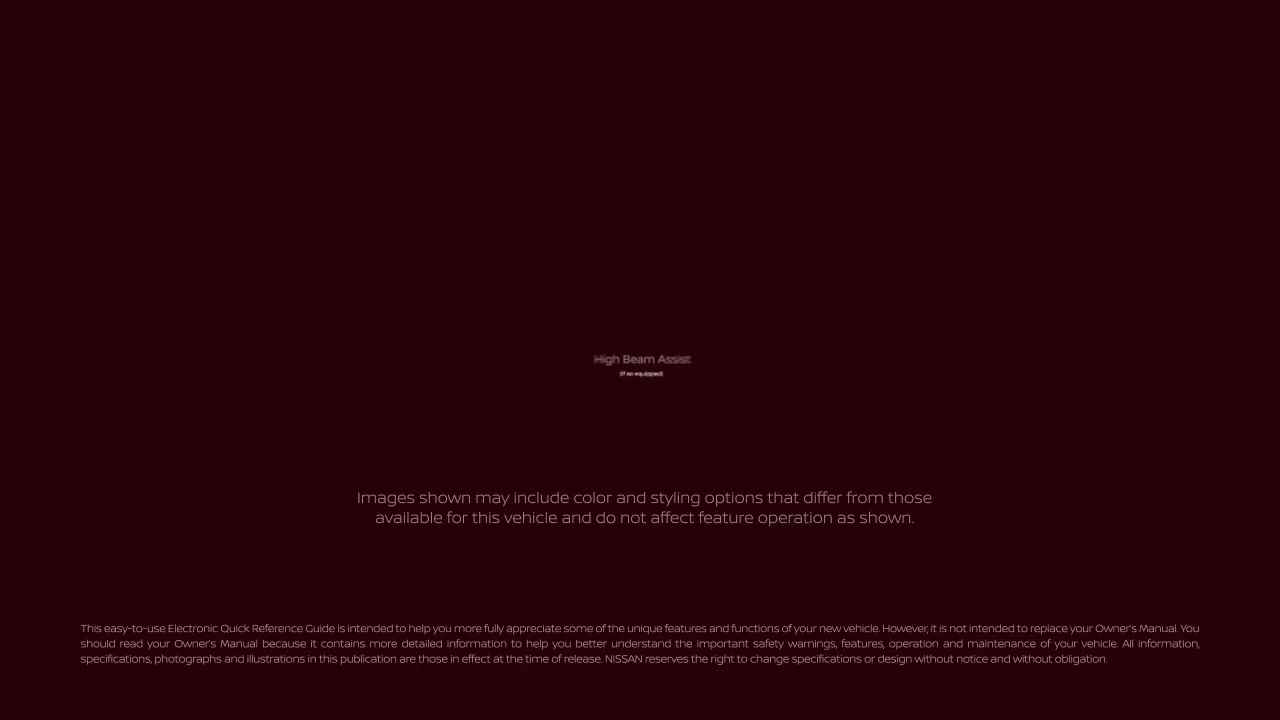 High Beam Assist
(if so equipped)
Images shown may include color and styling options that differ from those
available for this vehicle and do not affect feature operation as shown.
This easy-to-use Electronic Quick Reference Guide is intended to help you more fully appreciate some of the unique features and functions of your new vehicle. However, it is not intended to replace your Owner's Manual. You
should read your Owner's Manual because it contains more detailed information to help you better understand the important safety warnings, features, operation and maintenance of your vehicle. All information,
specifications, photographs and illustrations in this publication are those in effect at the time of release. NISSAN reserves the right to change specifications or design without notice and without obligation.